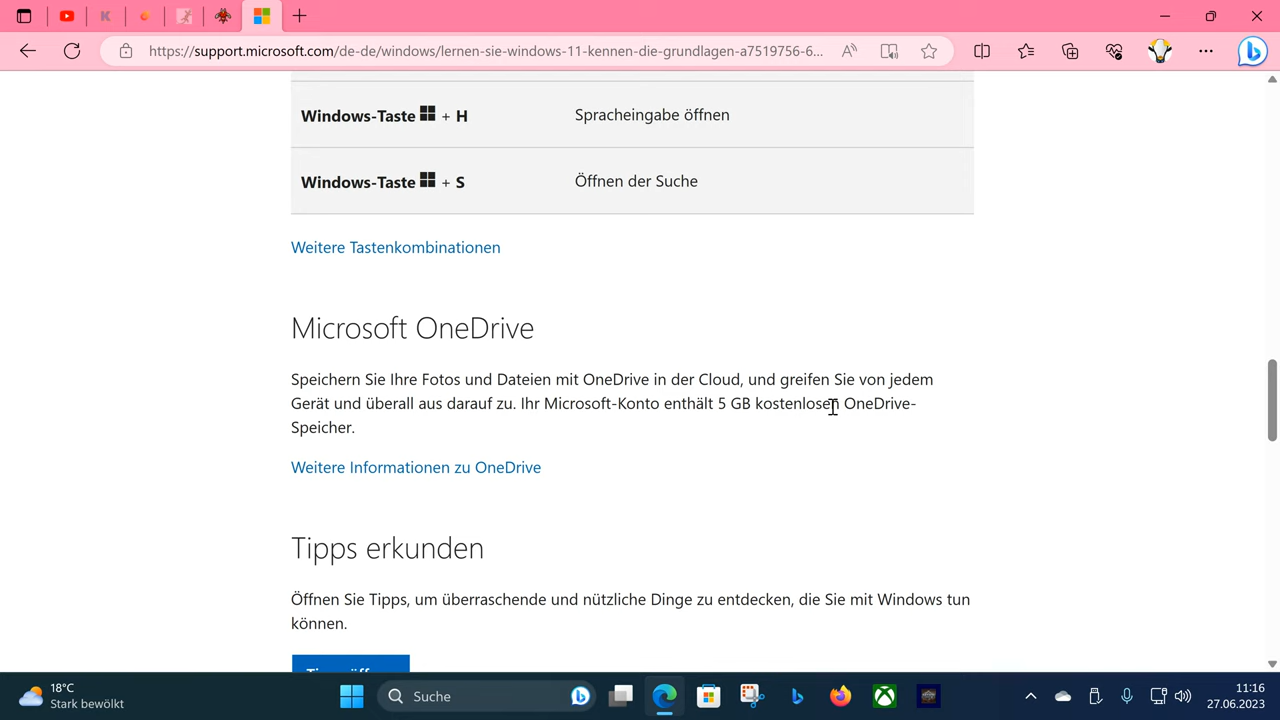 https://support.microsoft.com/de-de/windows/lernen-sie-windows-11-kennen-die-grundlagen-a7519756-6...
Windows-Taste + H
Spracheingabe öffnen
Windows-Taste + S
Öffnen der Suche
Weitere Tastenkombinationen
Microsoft OneDrive
Speichern Sie Ihre Fotos und Dateien mit OneDrive in der Cloud, und greifen Sie von jedem
Gerät und überall aus darauf zu. Ihr Microsoft-Konto enthält 5 GB kostenlosen OneDrive-
Speicher.
Weitere Informationen zu OneDrive
Tipps erkunden
Öffnen Sie Tipps, um überraschende und nützliche Dinge zu entdecken, die Sie mit Windows tun
können.
18°C
Stark bewölkt
Suche
11:16
27.06.2023